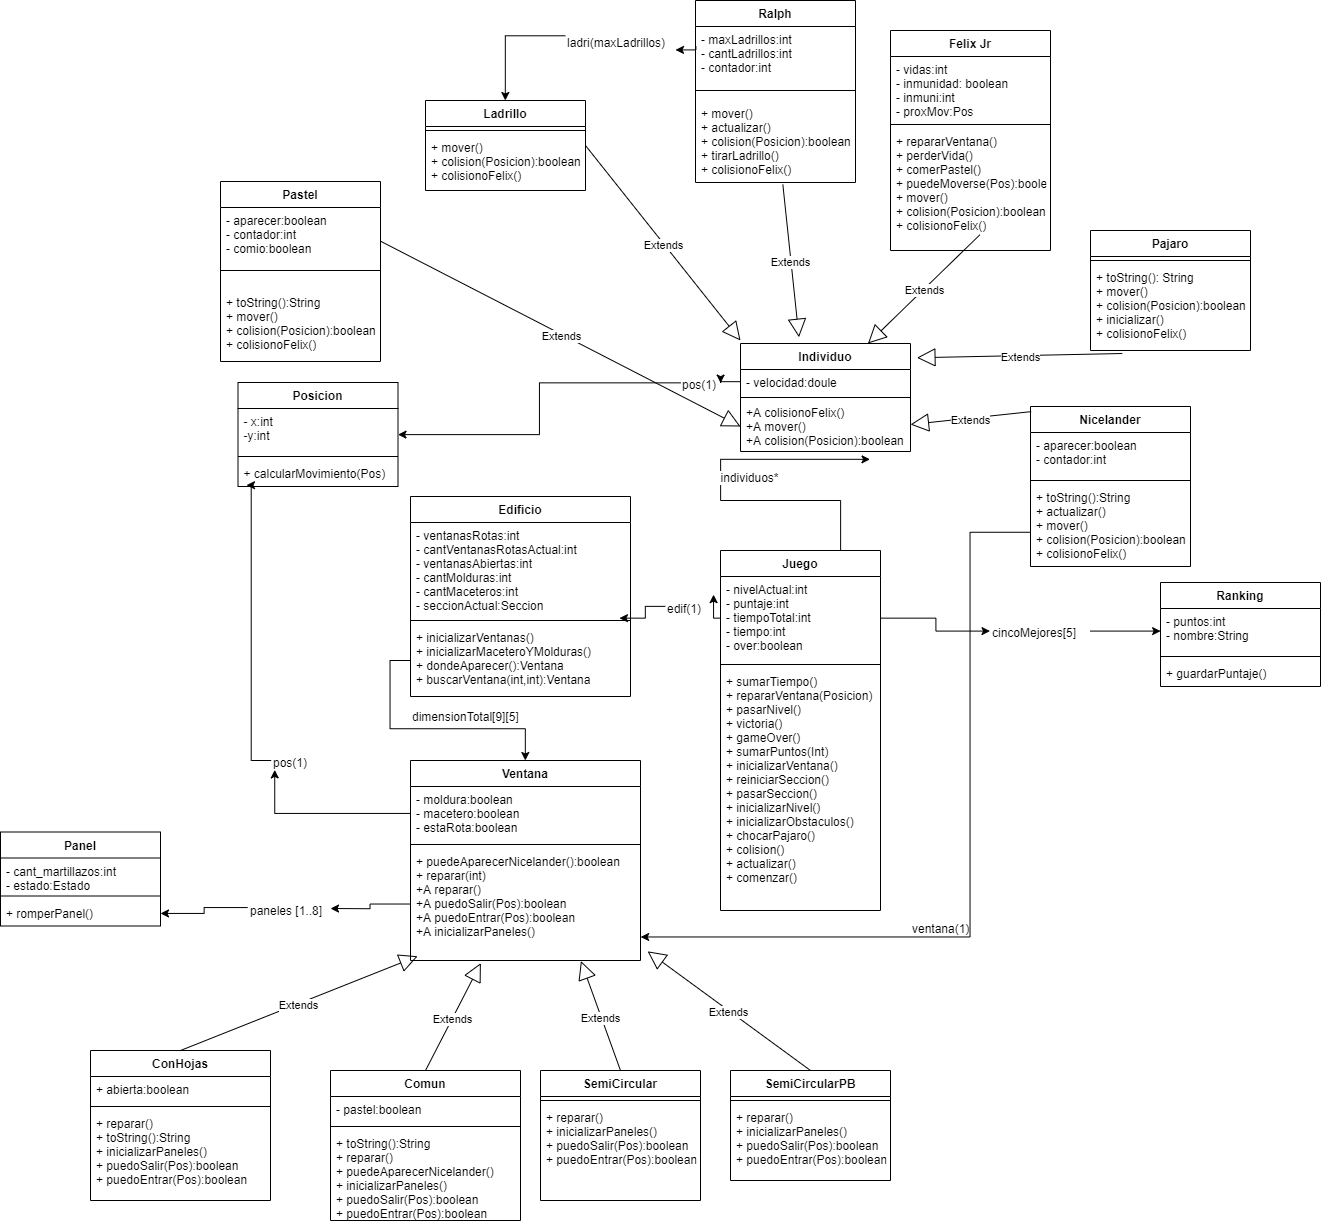 Ralph
- maxLadrillos:int
- cantLadrillos:int
- contador:int
+ mover()
+ actualizar()
+ colision(Posicion):boolean
+ tirarLadrillo()
+ colisionoFelix()
ladri(maxLadrillos)
Felix Jr
- vidas:int
- inmunidad: boolean
- inmuni:int
- proxMov:Pos
+ repararVentana()
+ perderVida()
+ comerPastel()
+ puedeMoverse(Pos):boole
+ mover()
+ colision(Posicion):boolean
+ colisionoFelix()
Ladrillo
+ mover()
+ colision(Posicion):boolean
+ colisionoFelix()
Pastel
- aparecer:boolean
- contador:int
- comio:boolean
+ toString():String
+ mover()
+ colision(Posicion):boolean
+ colisionoFelix()
Pajaro
+ toString(): String
+ mover()
+ colision(Posicion):boolean
+ inicializar()
+ colisionoFelix()
Extends
Extends
Extends
Extends
Extends
Extends
Individuo
- velocidad:doule
+A colisionoFelix()
+A mover()
+A colision(Posicion):boolean
pos(1)
Posicion
- x:int
-y:int
+ calcularMovimiento(Pos)
Nicelander
- aparecer:boolean
- contador:int
+ toString():String
+ actualizar()
+ mover()
+ colision(Posicion):boolean
+ colisionoFelix()
individuos*
Edificio
- ventanasRotas:int
- cantVentanasRotasActual:int
- ventanasAbiertas:int
- cantMolduras:int
- cantMaceteros:int
- seccionActual:Seccion
+ inicializarVentanas()
+ inicializarMaceteroYMolduras()
+ dondeAparecer():Ventana
+ buscarVentana(int,int):Ventana
edif(1)
Juego
- nivelActual:int
- puntaje:int
- tiempoTotal:int
- tiempo:int
- over:boolean
+ sumarTiempo()
+ repararVentana(Posicion)
+ pasarNivel()
+ victoria()
+ gameOver()
+ sumarPuntos(Int)
+ inicializarVentana()
+ reiniciarSeccion()
+ pasarSeccion()
+ inicializarNivel()
+ inicializarObstaculos()
+ chocarPajaro()
+ colision()
+ actualizar()
+ comenzar()
cincoMejores[5]
Ranking
- puntos:int
- nombre:String
+ guardarPuntaje()
dimensionTotal[9][5]
pos(1)
Ventana
- moldura:boolean
- macetero:boolean
- estaRota:boolean
+ puedeAparecerNicelander():boolean
+ reparar(int)
+A reparar()
+A puedoSalir(Pos):boolean
+A puedoEntrar(Pos):boolean
+A inicializarPaneles()
Panel
- cant_martillazos:int
- estado:Estado
+ romperPanel()
paneles [1..8]
ventana(1)
Extends
Extends
Extends
Extends
ConHojas
+ abierta:boolean
+ reparar()
+ toString():String
+ inicializarPaneles()
+ puedoSalir(Pos):boolean
+ puedoEntrar(Pos):boolean
Comun
- pastel:boolean
+ toString():String
+ reparar()
+ puedeAparecerNicelander()
+ inicializarPaneles()
+ puedoSalir(Pos):boolean
+ puedoEntrar(Pos):boolean
SemiCircular
+ reparar()
+ inicializarPaneles()
+ puedoSalir(Pos):boolean
+ puedoEntrar(Pos):boolean
SemiCircularPB
+ reparar()
+ inicializarPaneles()
+ puedoSalir(Pos):boolean
+ puedoEntrar(Pos):boolean